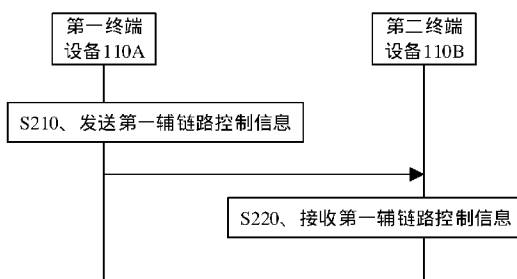 第一终端
设备110A
第二终端
设备110B
S210、发送第一辅链路控制信息
S220、接收第一辅链路控制信息